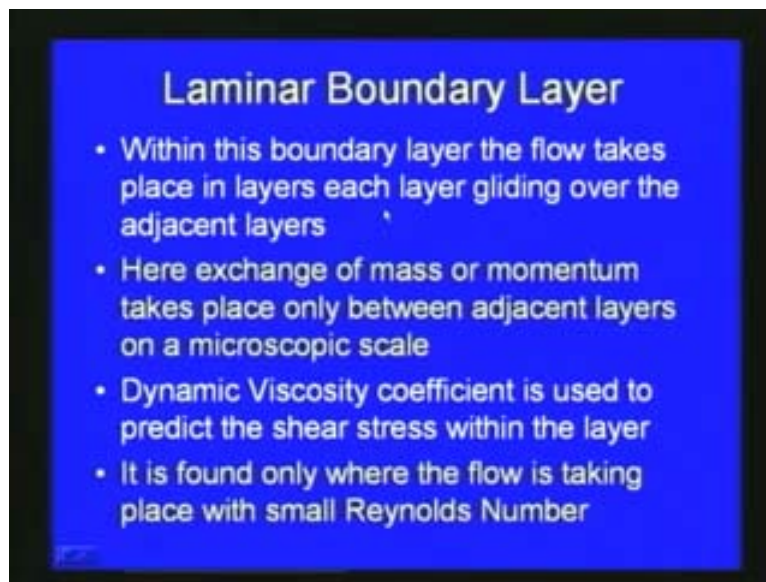 Laminar Boundary Layer
• Within this boundary layer the flow takes
place in layers each layer gliding over the
adjacent layers
• Here exchange of mass or momentum
takes place only between adjacent layers
on a microscopic scale
• Dynamic Viscosity coefficient is used to
predict the shear stress within the layer
• It is found only where the flow is taking
place with small Reynolds Number